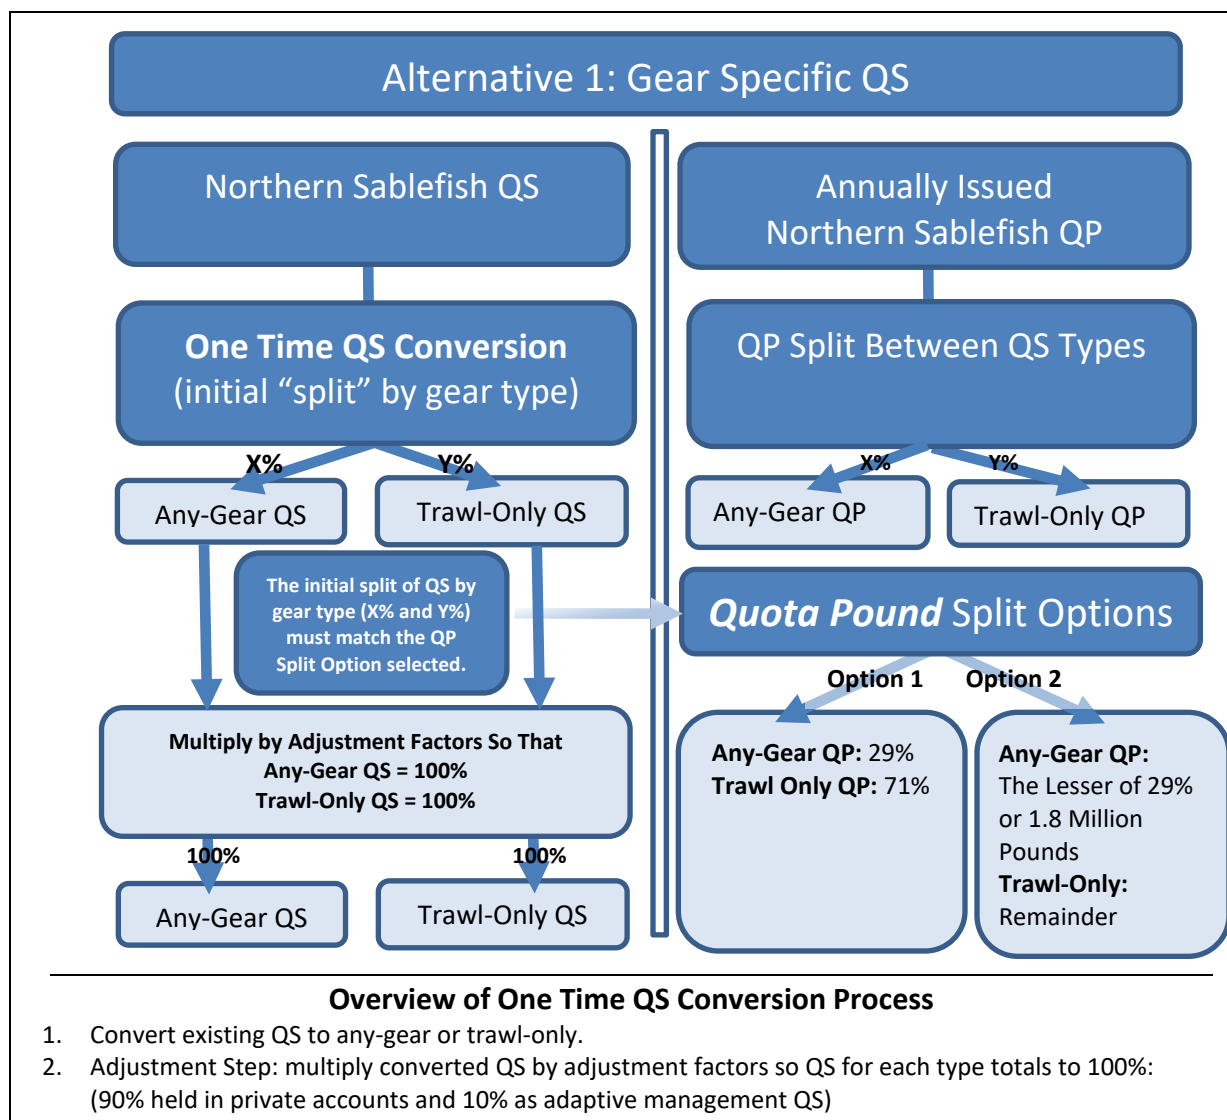 Alternative 1: Gear Specific QS
Northern Sablefish QS
One Time QS Conversion
(initial “split” by gear type)
X%
Y%
Any-Gear QS
Trawl-Only QS
The initial split of QS by
gear type (X% and Y%)
must match the QP
Split Option selected.
Multiply by Adjustment Factors So That
Any-Gear QS = 100%
Trawl-Only QS = 100%
100%
100%
Any-Gear QS
Trawl-Only QS
Annually Issued
Northern Sablefish QP
QP Split Between QS Types
X%
Y%
Any-Gear QP
Trawl-Only QP
Quota Pound Split Options
Option 1
Option 2
Any-Gear QP: 29%
Trawl Only QP: 71%
Any-Gear QP:
The Lesser of 29%
or 1.8 Million
Pounds
Trawl-Only:
Remainder
Overview of One Time QS Conversion Process
1. Convert existing QS to any-gear or trawl-only.
2. Adjustment Step: multiply converted QS by adjustment factors so QS for each type totals to 100%:
(90% held in private accounts and 10% as adaptive management QS)